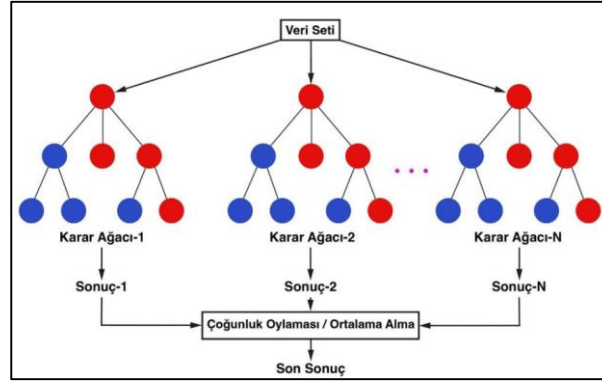 Veri Seti
Karar Ağacı-1
Karar Ağacı-2
Karar Ağacı-N
Sonuç-1
Sonuç-2
Sonuç-N
Çoğunluk Oylaması / Ortalama Alma
Son Sonuç